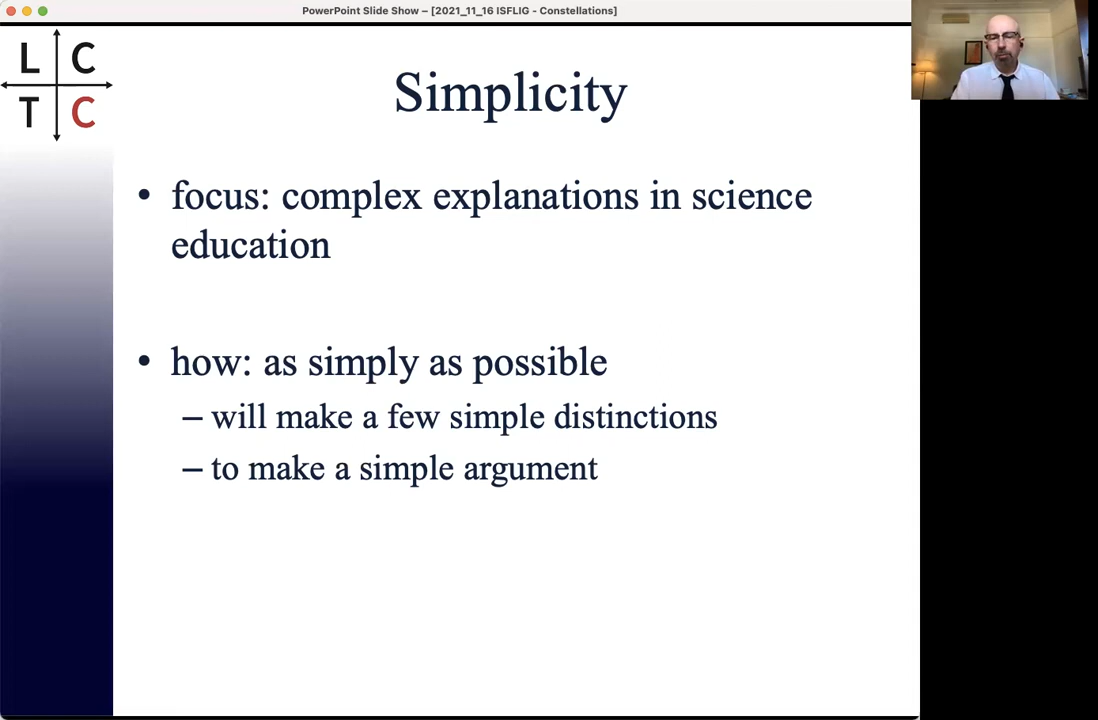 PowerPoint Slide Show – [2021_11_16 ISFLIG - Constellations]
L C
T C
Simplicity
• focus: complex explanations in science
education
• how: as simply as possible
– will make a few simple distinctions
– to make a simple argument